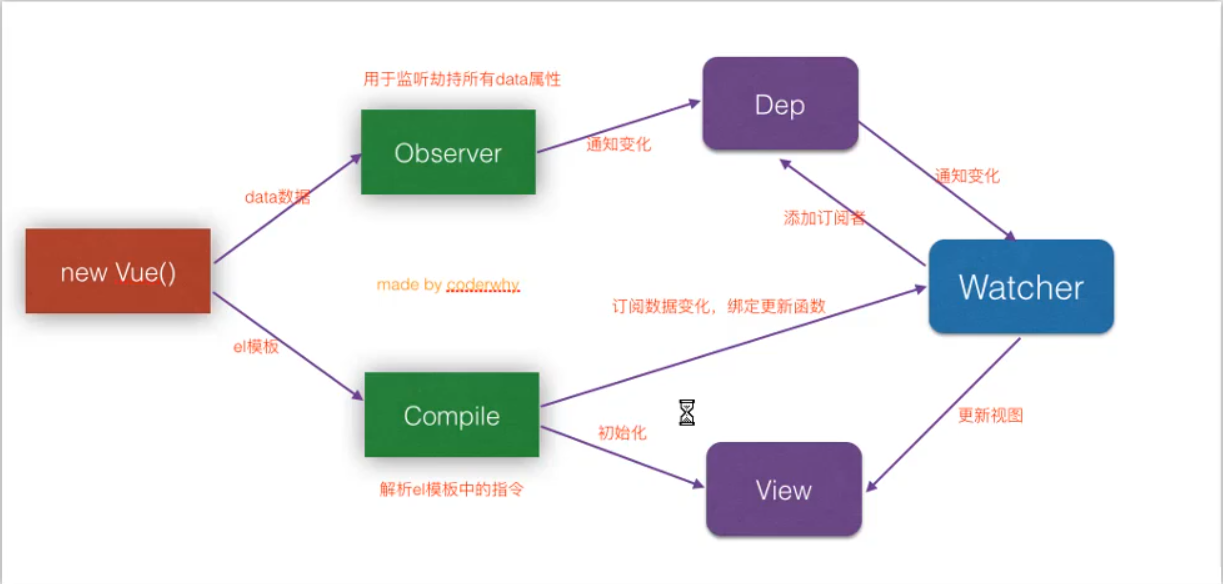 用于监听劫持所有data属性
Dep
Observer
通知变化
通知变化
data数据
添加订阅者
new Vue()
made by coderwhy
Watcher
订阅数据变化，绑定更新函数
el模板
Compile
初始化
更新视图
解析el模板中的指令
View